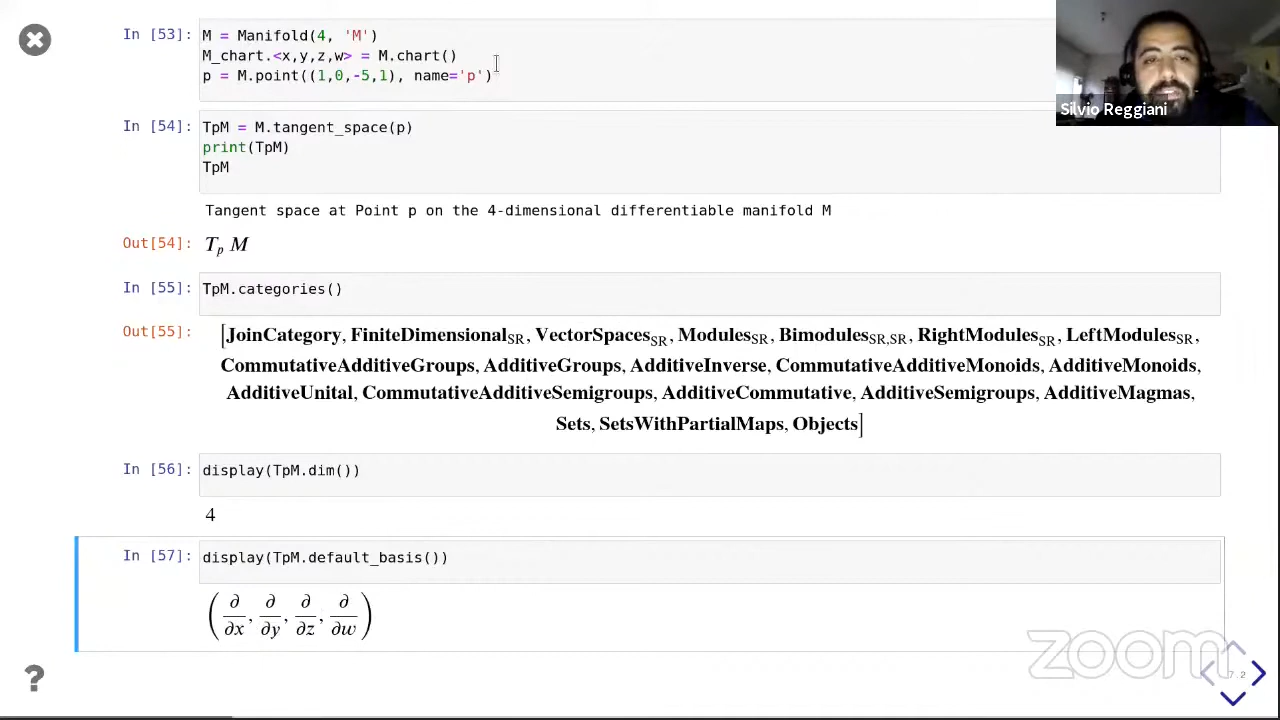 In [53]: M = Manifold(4, 'M')
M_chart.<x,y,z,w> = M.chart()
p = M.point((1,0,-5,1), name='p')
Silvio Reggiani
In [54]: TpM = M.tangent_space(p)
print(TpM)
TpM
Tangent space at Point p on the 4-dimensional differentiable manifold M
Out[54]: T_p M
In [55]: TpM.categories()
Out[55]: [JoinCategory, FiniteDimensional_SR, VectorSpaces_SR, Modules_SR, Bimodules_SR,SR, RightModules_SR, LeftModules_SR,
CommutativeAdditiveGroups, AdditiveGroups, AdditiveInverse, CommutativeAdditiveMonoids, AdditiveMonoids,
AdditiveUnital, CommutativeAdditiveSemigroups, AdditiveCommutative, AdditiveSemigroups, AdditiveMagmas,
Sets, SetsWithPartialMaps, Objects]
In [56]: display(TpM.dim())
4
In [57]: display(TpM.default_basis())
(∂/∂x, ∂/∂y, ∂/∂z, ∂/∂w)
zoom
7.2
?